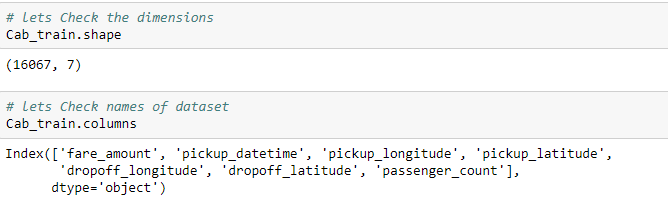 # lets Check the dimensions
Cab_train.shape
(16067, 7)
# Lets Check names of dataset
Cab_train.columns
Index(['fare_amount', 'pickup_datetime', 'pickup_longitude', 'pickup_latitude',
'dropoff_longitude', 'dropoff_latitude', 'passenger_count'],
dtype='object')